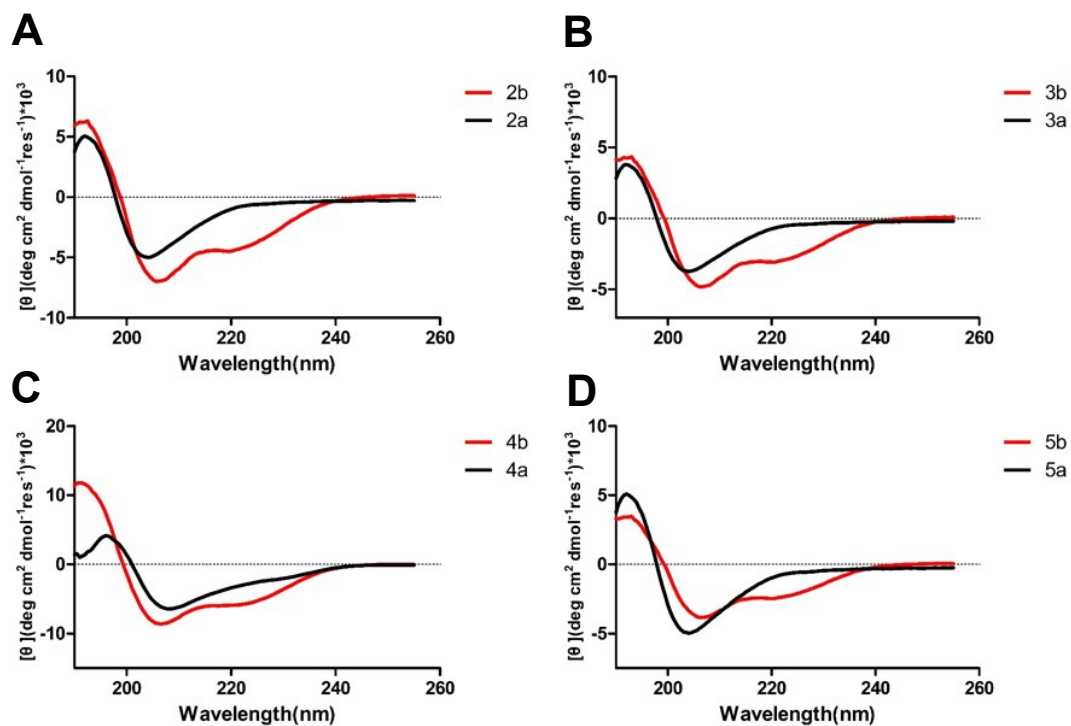 A
[θ](deg cm² dmol⁻¹res⁻¹)*10³
10
5
0
-5
-10
200
220
240
260
Wavelength(nm)
2b
2a
B
[θ](deg cm² dmol⁻¹res⁻¹)*10³
10
5
0
-5
200
220
240
260
Wavelength(nm)
3b
3a
C
[θ](deg cm² dmol⁻¹res⁻¹)*10³
20
10
0
-10
200
220
240
260
Wavelength(nm)
4b
4a
D
[θ](deg cm² dmol⁻¹res⁻¹)*10³
10
5
0
-5
200
220
240
260
Wavelength(nm)
5b
5a